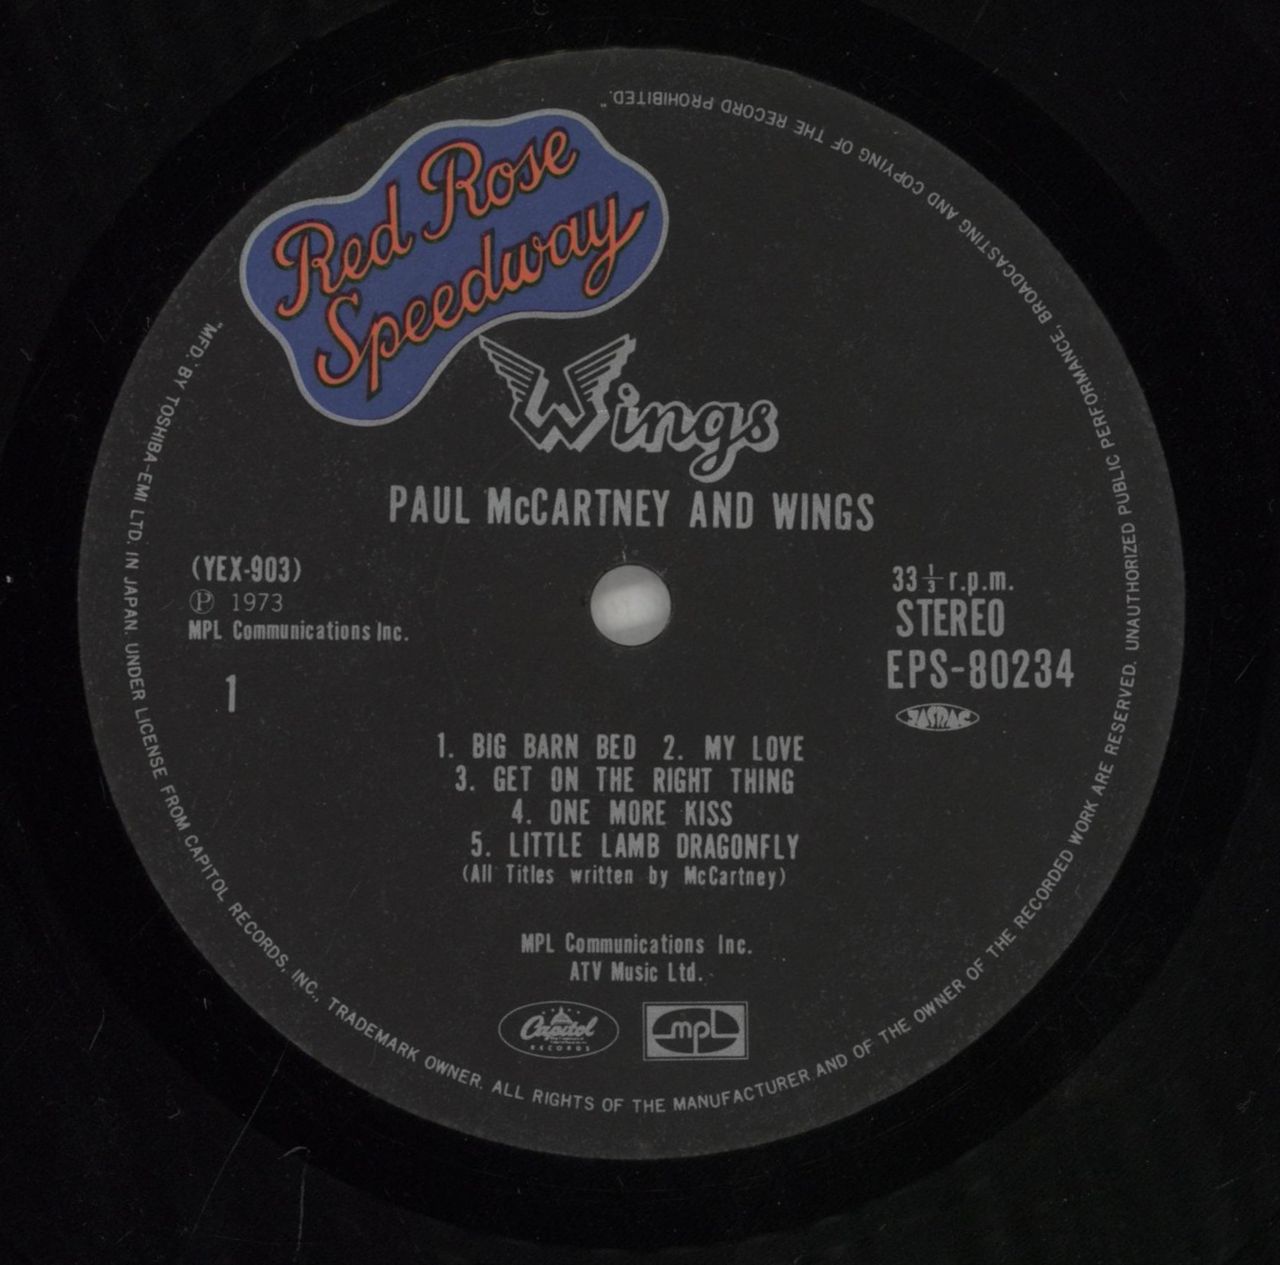 Red Rose
Speedway
Wings
PAUL McCARTNEY AND WINGS
(YEX-903)
Ⓟ 1973
MPL Communications Inc.
1
33 1/3 r.p.m.
STEREO
EPS-80234
JASRAC
1. BIG BARN BED 2. MY LOVE
3. GET ON THE RIGHT THING
4. ONE MORE KISS
5. LITTLE LAMB DRAGONFLY
(All Titles written by McCartney)
MPL Communications Inc.
ATV Music Ltd.
Capitol
RECORDS
mpl
"MFD. BY TOSHIBA-EMI LTD. IN JAPAN. UNDER LICENSE FROM CAPITOL RECORDS, INC., TRADEMARK OWNER. ALL RIGHTS OF THE MANUFACTURER AND OF THE OWNER OF THE RECORDED WORK ARE RESERVED. UNAUTHORIZED PUBLIC PERFORMANCE, BROADCASTING AND COPYING OF THE RECORD PROHIBITED."